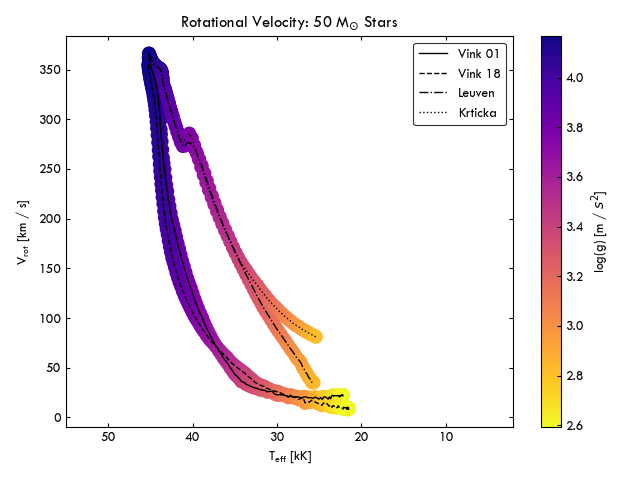 Rotational Velocity: 50 M⊙ Stars
Vink 01
Vink 18
Leuven
Krticka
350
300
250
200
150
100
50
0
V_rot [km / s]
50 40 30 20 10
T_eff [kK]
4.0
3.8
3.6
3.4
3.2
3.0
2.8
2.6
log(g) [m / s²]